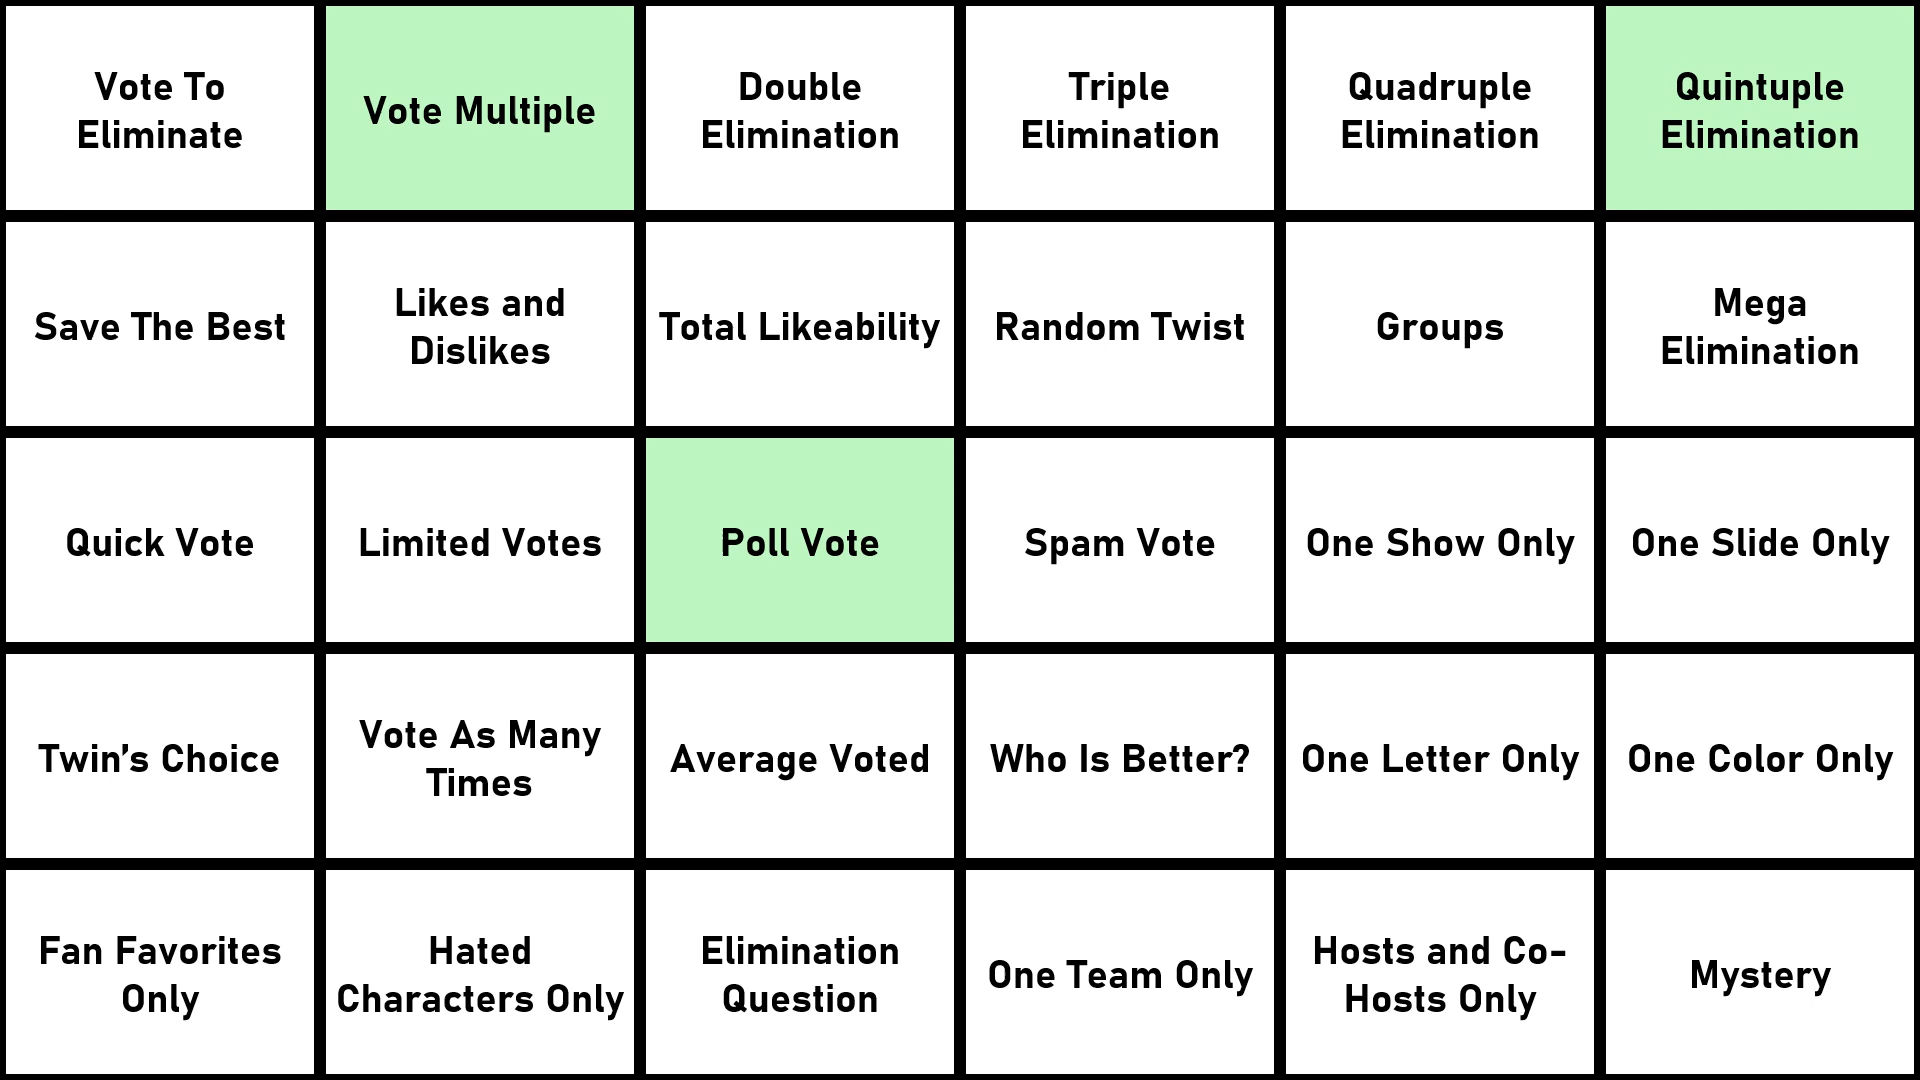 Vote To
Eliminate
Vote Multiple
Double
Elimination
Triple
Elimination
Quadruple
Elimination
Quintuple
Elimination
Save The Best
Likes and
Dislikes
Total Likeability
Random Twist
Groups
Mega
Elimination
Quick Vote
Limited Votes
Poll Vote
Spam Vote
One Show Only
One Slide Only
Twin's Choice
Vote As Many
Times
Average Voted
Who Is Better?
One Letter Only
One Color Only
Fan Favorites
Only
Hated
Characters Only
Elimination
Question
One Team Only
Hosts and Co-
Hosts Only
Mystery